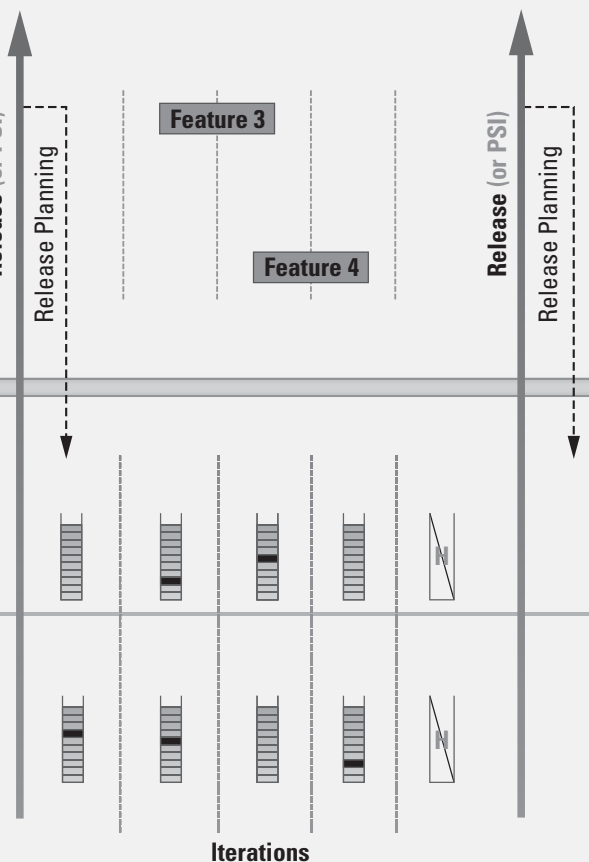 Feature 3
Feature 4
Release Planning
Release (or PSI)
Release Planning
H
H
Iterations